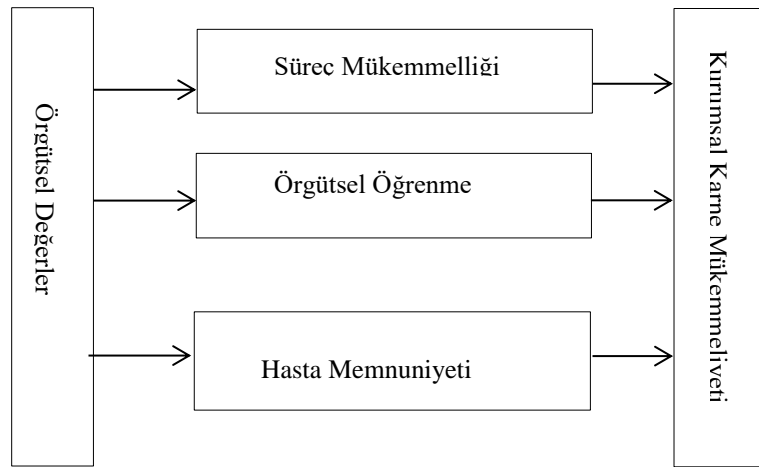 Örgütsel Değerler
Süreç Mükemmelliği
Örgütsel Öğrenme
Hasta Memnuniyeti
Kurumsal Karne Mükemmeliyeti